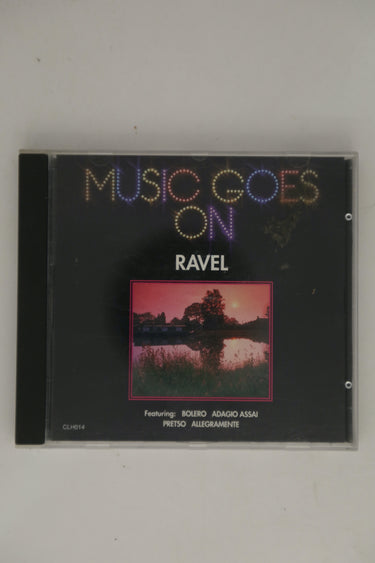 MUSIC GOES
ON
RAVEL
Featuring: BOLERO ADAGIO ASSAI
PRETSO ALLEGRAMENTE
CLH014